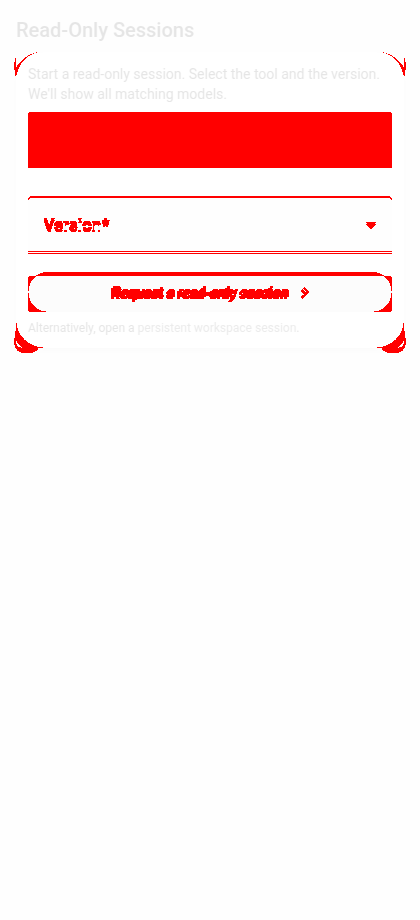 Read-Only Sessions
Start a read-only session. Select the tool and the version.
We'll show all matching models.
Version*
Request a read-only session
Alternatively, open a persistent workspace session.